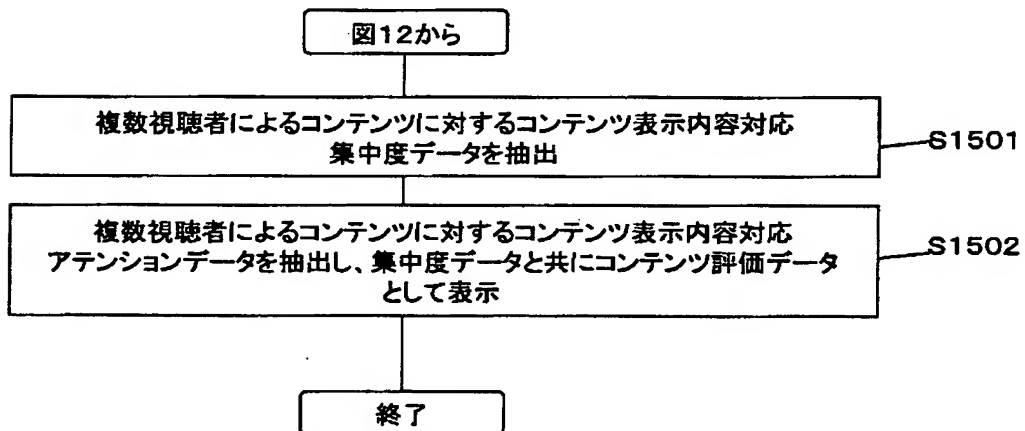 図12から
複数視聴者によるコンテンツに対するコンテンツ表示内容対応
集中度データを抽出
S1501
複数視聴者によるコンテンツに対するコンテンツ表示内容対応
アテンションデータを抽出し、集中度データと共にコンテンツ評価データ
として表示
S1502
終了